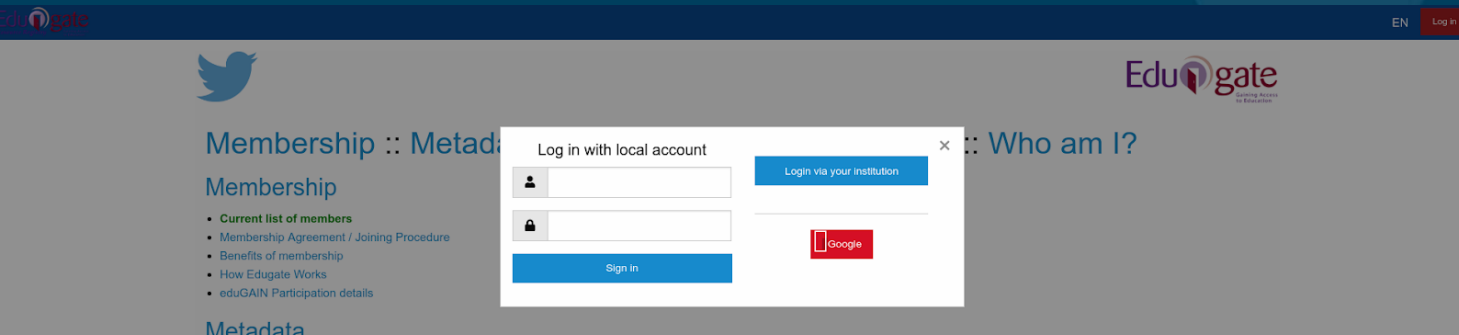 Edugate
EN
Log in
Edugate
Gaining Access
to Education
Membership :: Metad
:: Who am I?
Log in with local account
×
Login via your institution
Google
Sign in
Membership
Current list of members
Membership Agreement / Joining Procedure
Benefits of membership
How Edugate Works
eduGAIN Participation details
Metadata